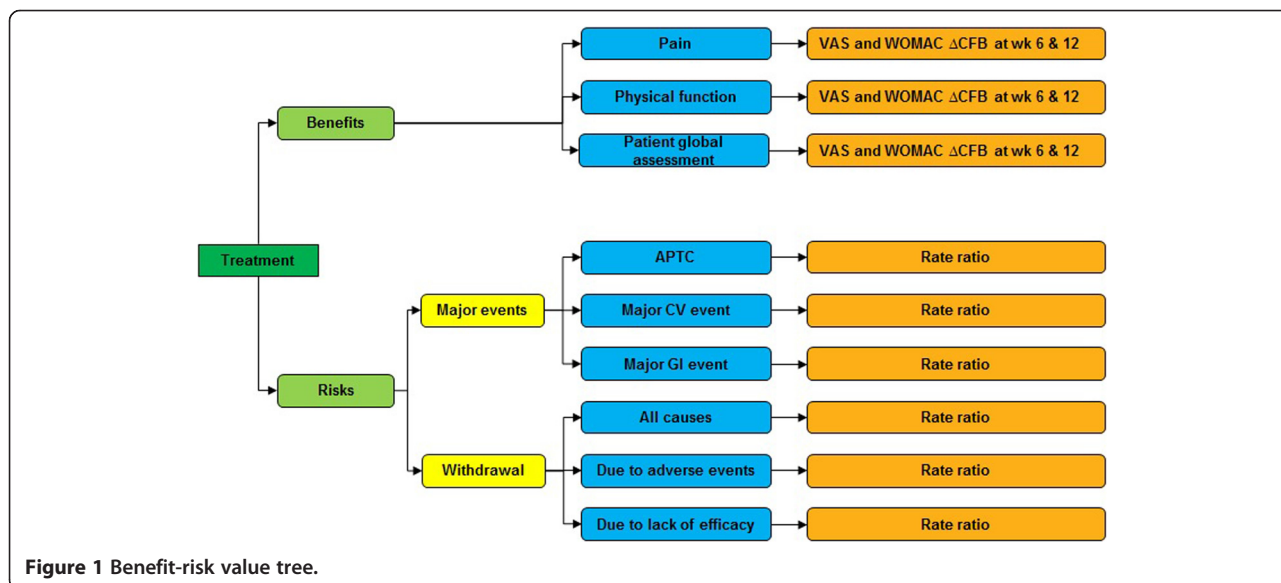 Pain
VAS and WOMAC ΔCFB at wk 6 & 12
Benefits
Physical function
VAS and WOMAC ΔCFB at wk 6 & 12
Patient global
assessment
VAS and WOMAC ΔCFB at wk 6 & 12
Treatment
APTC
Rate ratio
Major events
Major CV event
Rate ratio
Major GI event
Rate ratio
Risks
All causes
Rate ratio
Withdrawal
Due to adverse events
Rate ratio
Due to lack of efficacy
Rate ratio
Figure 1 Benefit-risk value tree.